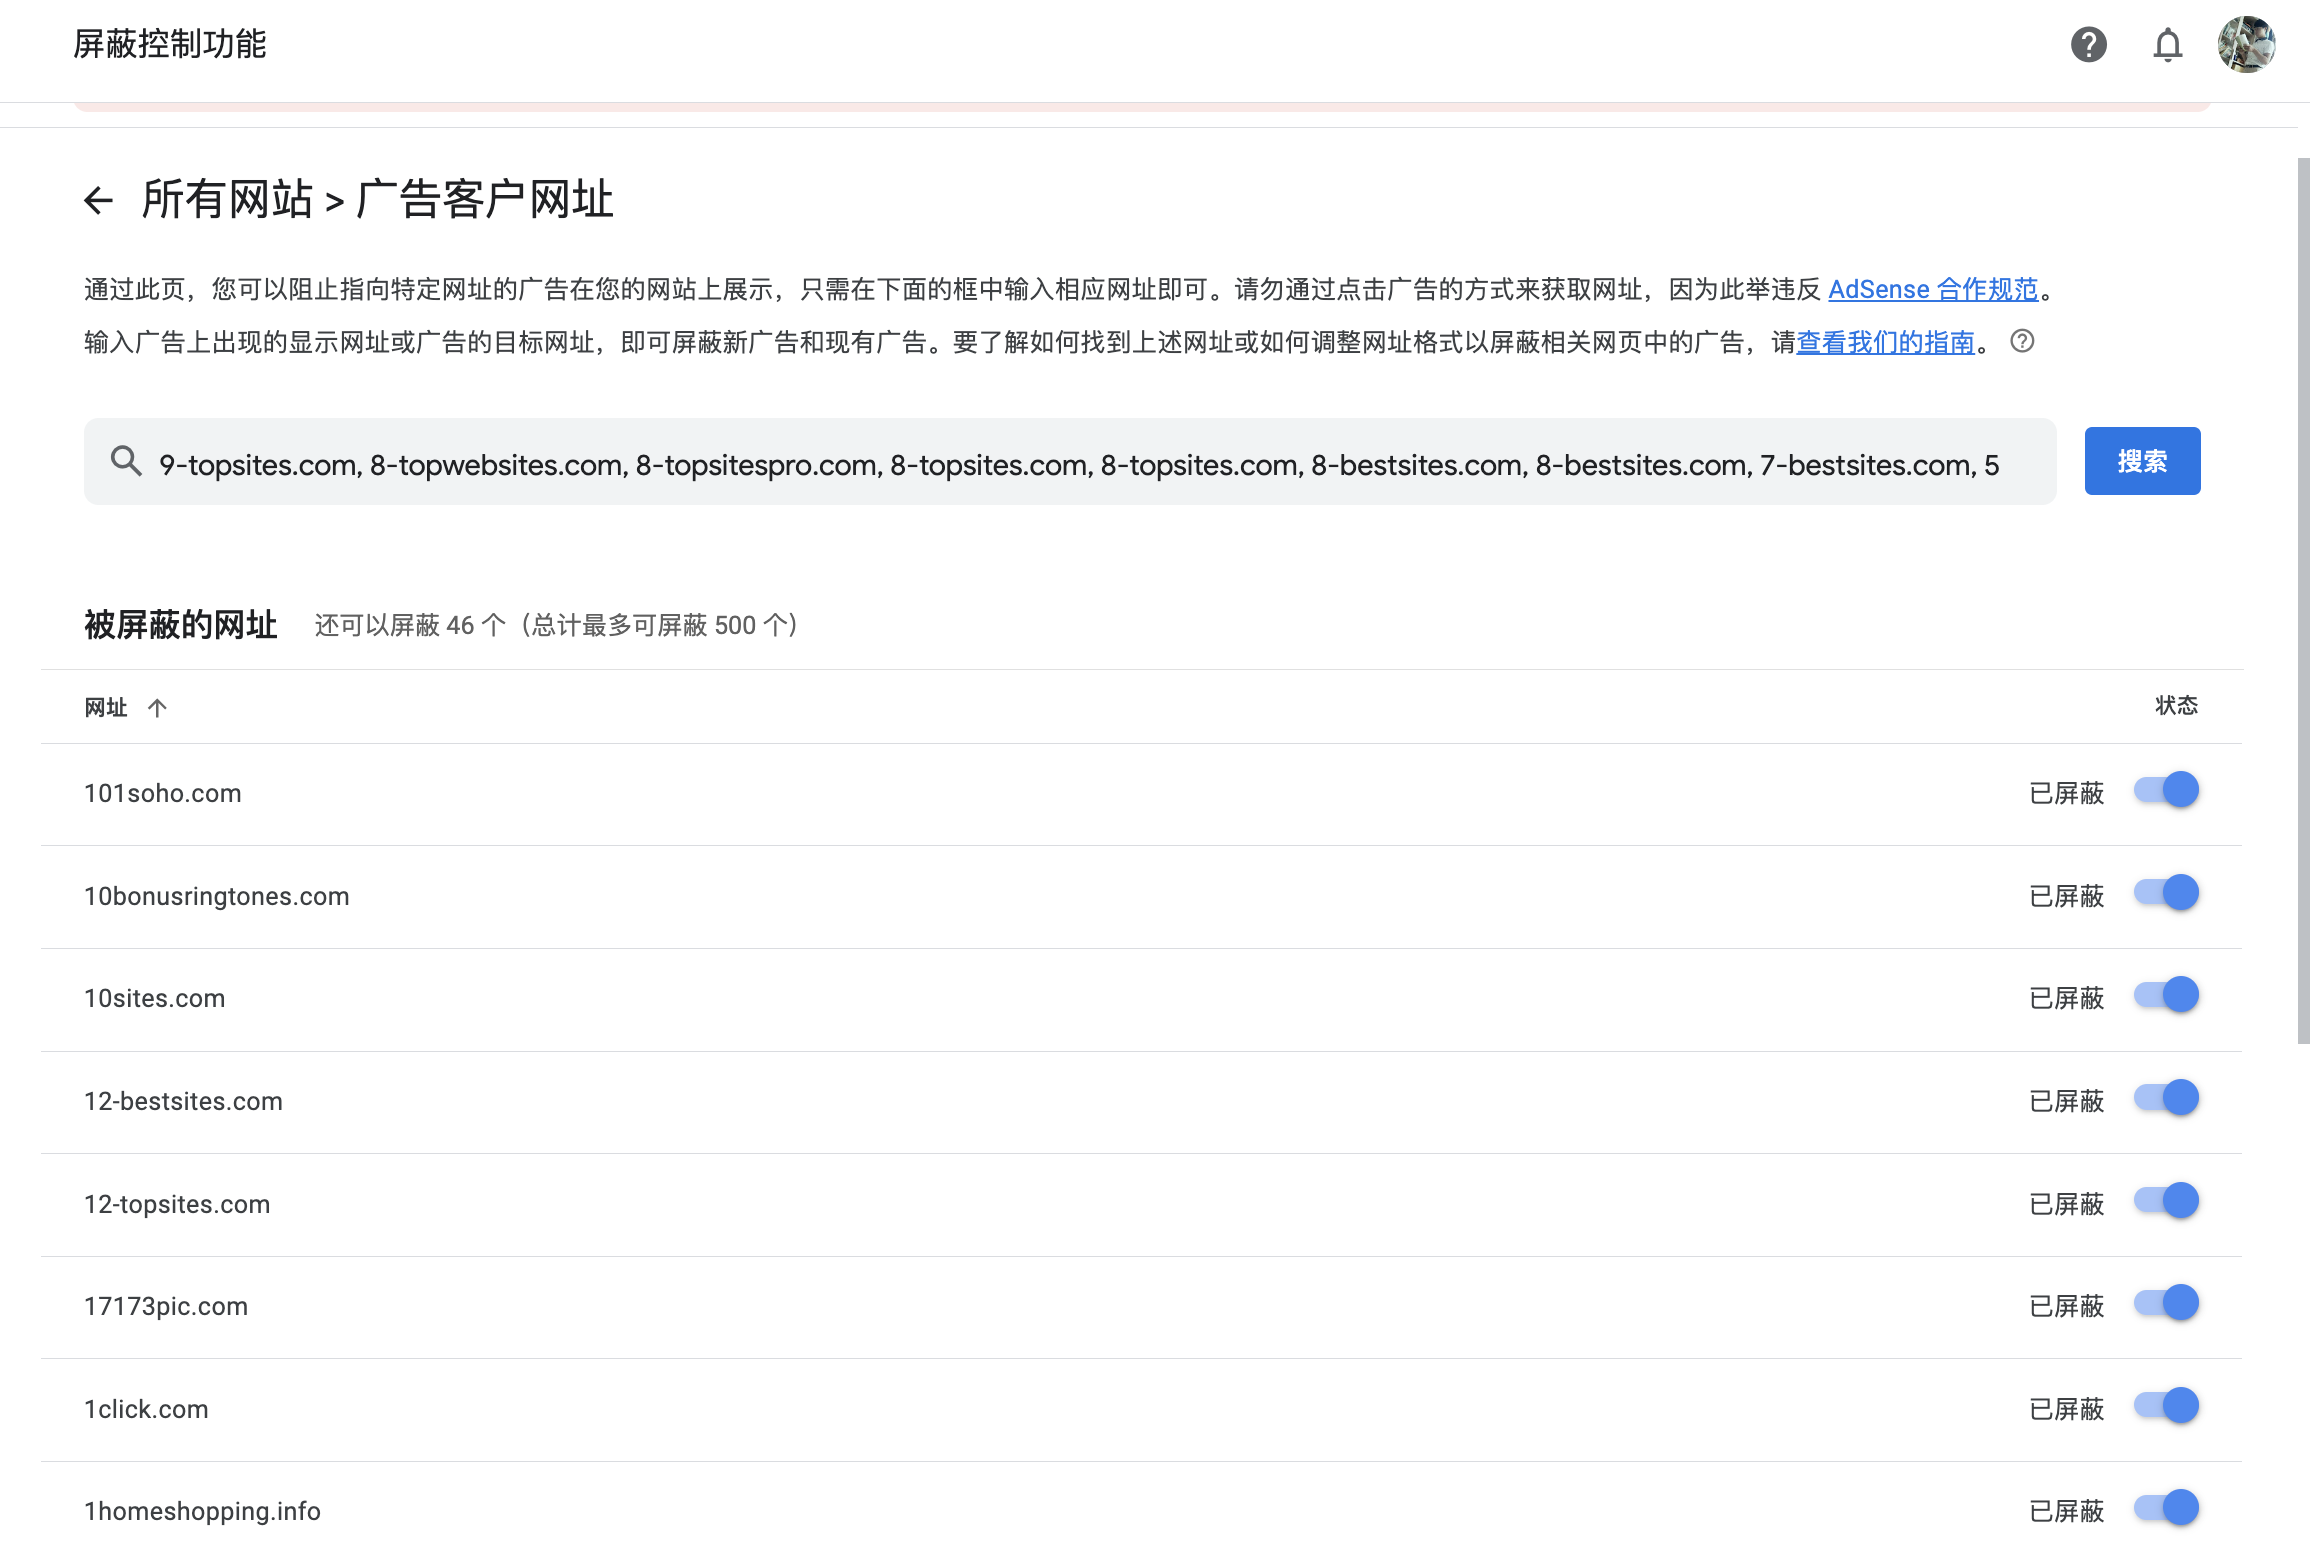 屏蔽控制功能
所有网站 > 广告客户网址
通过此页，您可以阻止指向特定网址的广告在您的网站上展示，只需在下面的框中输入相应网址即可。请勿通过点击广告的方式来获取网址，因为此举违反 AdSense 合作规范。
输入广告上出现的显示网址或广告的目标网址，即可屏蔽新广告和现有广告。要了解如何找到上述网址或如何调整网址格式以屏蔽相关网页中的广告，请查看我们的指南。
9-topsites.com, 8-topwebsites.com, 8-topsitespro.com, 8-topsites.com, 8-topsites.com, 8-bestsites.com, 8-bestsites.com, 7-bestsites.com, 5
搜索
被屏蔽的网址 还可以屏蔽 46 个（总计最多可屏蔽 500 个）
网址 状态
101soho.com 已屏蔽
10bonusringtones.com 已屏蔽
10sites.com 已屏蔽
12-bestsites.com 已屏蔽
12-topsites.com 已屏蔽
17173pic.com 已屏蔽
1click.com 已屏蔽
1homeshopping.info 已屏蔽